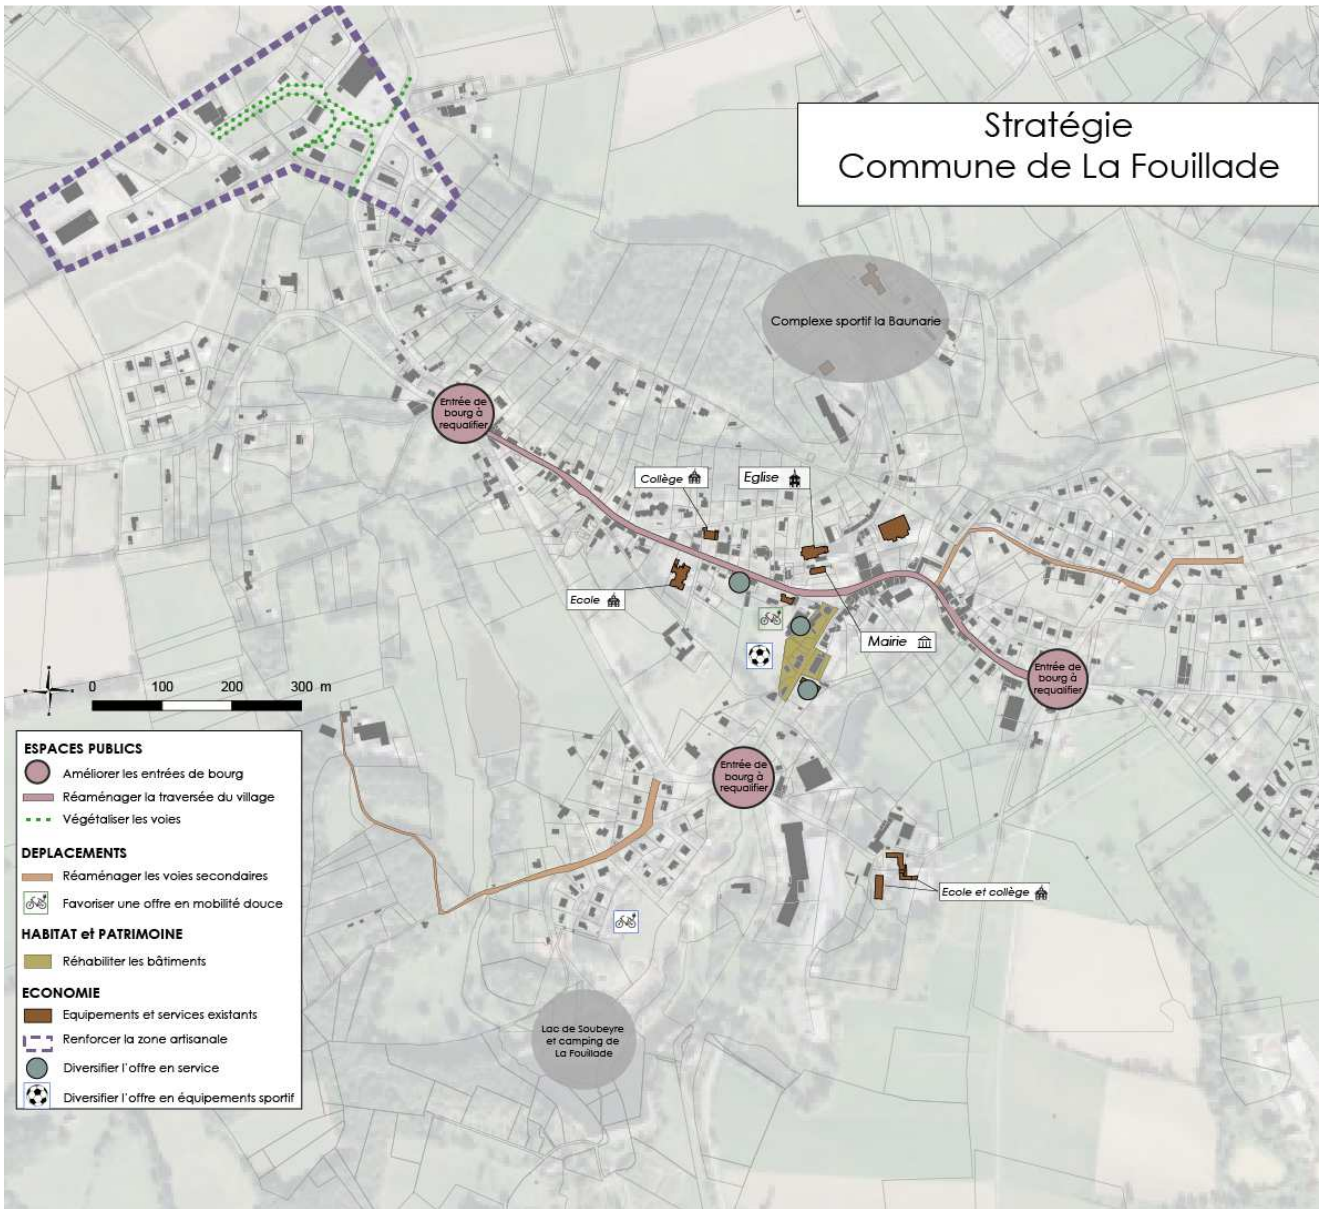 Stratégie
Commune de La Fouillade
Complexe sportif la Baunarie
Entrée de
bourg à
requalifier
Collège
Eglise
Ecole
Mairie
Entrée de
bourg à
requalifier
0 100 200 300 m
Entrée de
bourg à
requalifier
Ecole et collège
Lac de Soubeyre
et camping de
La Fouillade
ESPACES PUBLICS
Améliorer les entrées de bourg
Réaménager la traversée du village
Végétaliser les voies
DEPLACEMENTS
Réaménager les voies secondaires
Favoriser une offre en mobilité douce
HABITAT et PATRIMOINE
Réhabiliter les bâtiments
ECONOMIE
Equipements et services existants
Renforcer la zone artisanale
Diversifier l'offre en service
Diversifier l'offre en équipements sportif